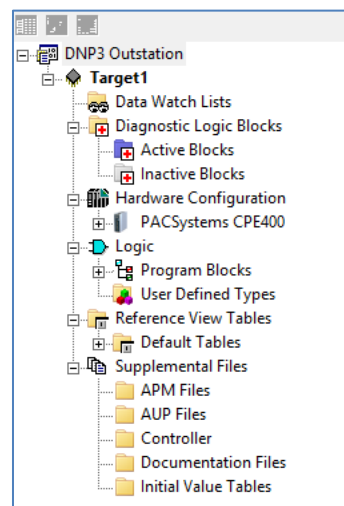 DNP3 Outstation
Target1
Data Watch Lists
Diagnostic Logic Blocks
Active Blocks
Inactive Blocks
Hardware Configuration
PACSystems CPE400
Logic
Program Blocks
User Defined Types
Reference View Tables
Default Tables
Supplemental Files
APM Files
AUP Files
Controller
Documentation Files
Initial Value Tables